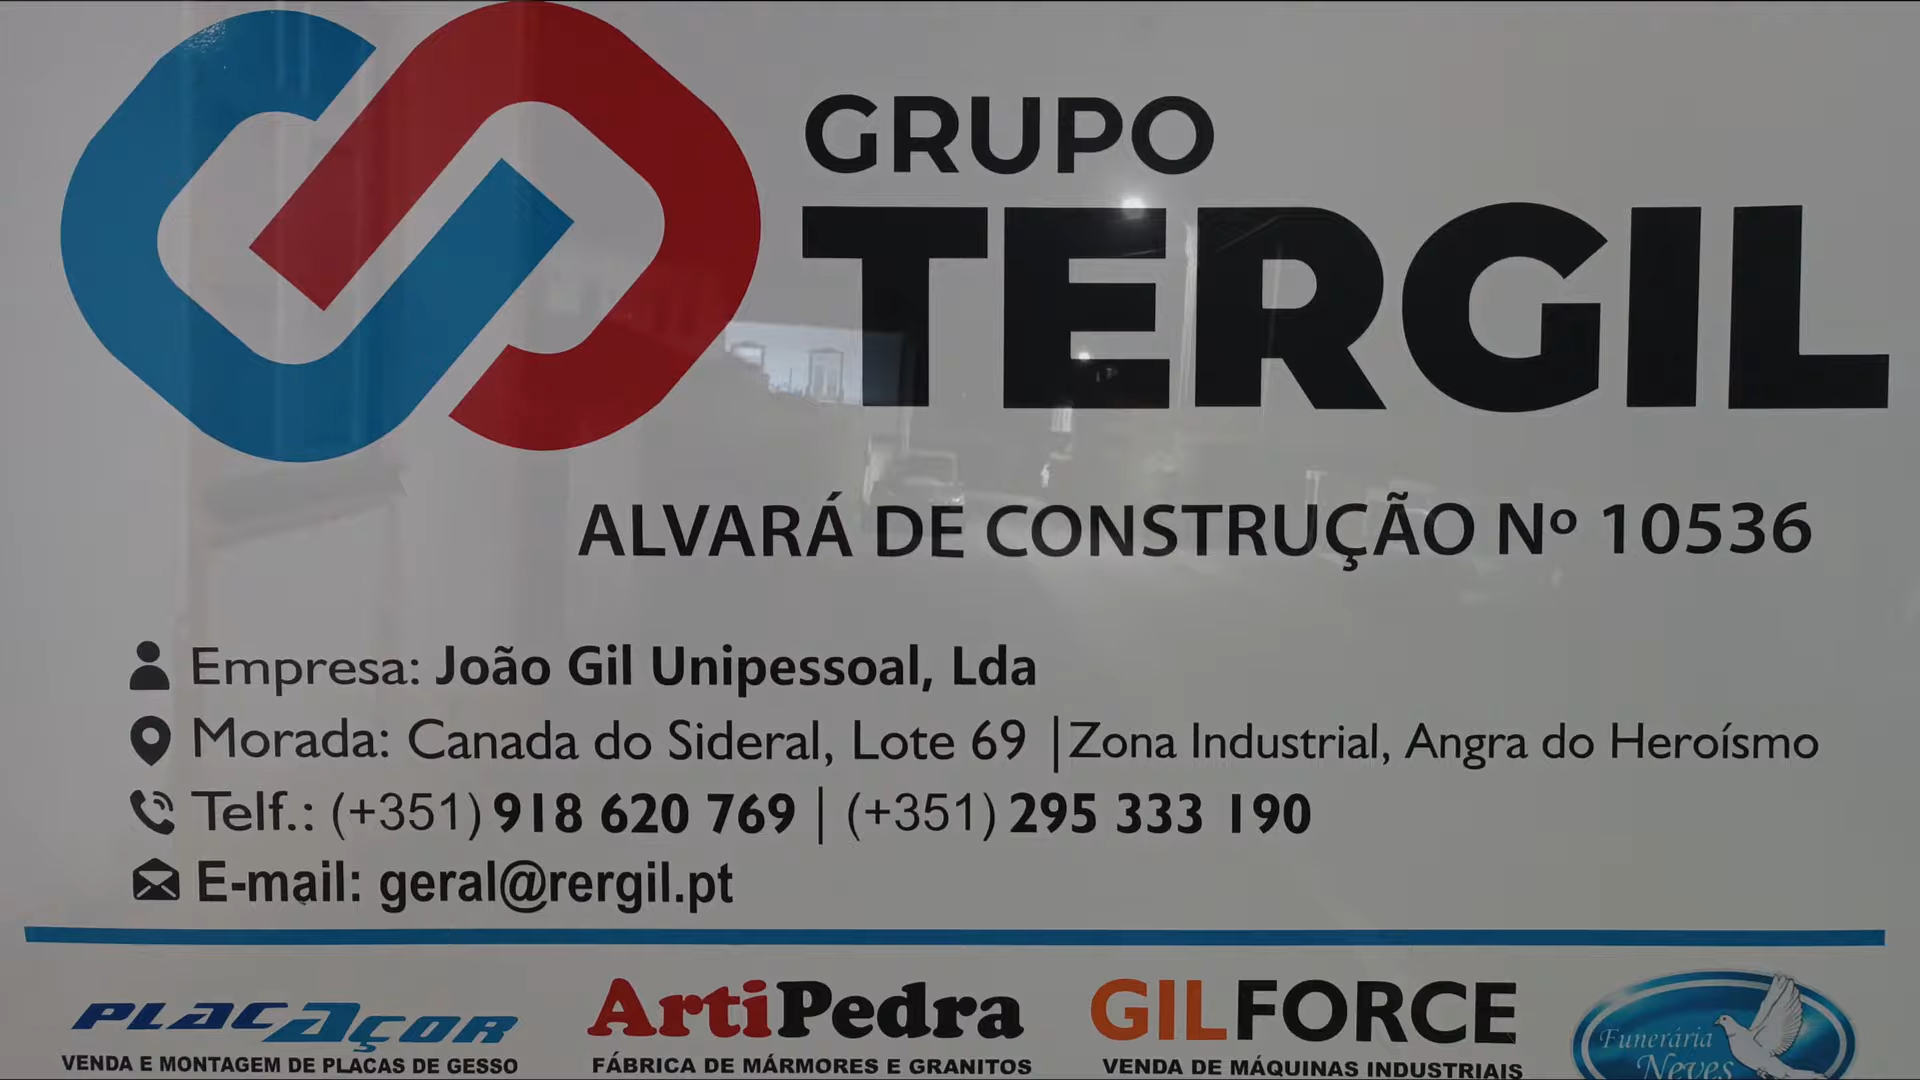 GRUPO
TERGIL
ALVARÁ DE CONSTRUÇÃO Nº 10536
Empresa: João Gil Unipessoal, Lda
Morada: Canada do Sideral, Lote 69 | Zona Industrial, Angra do Heroísmo
Telf.: (+351) 918 620 769 | (+351) 295 333 190
E-mail: geral@rergil.pt
PLACAÇOR
VENDA E MONTAGEM DE PLACAS DE GESSO
ArtiPedra
FÁBRICA DE MÁRMORES E GRANITOS
GILFORCE
VENDA DE MÁQUINAS INDUSTRIAIS
Funerária
Neves